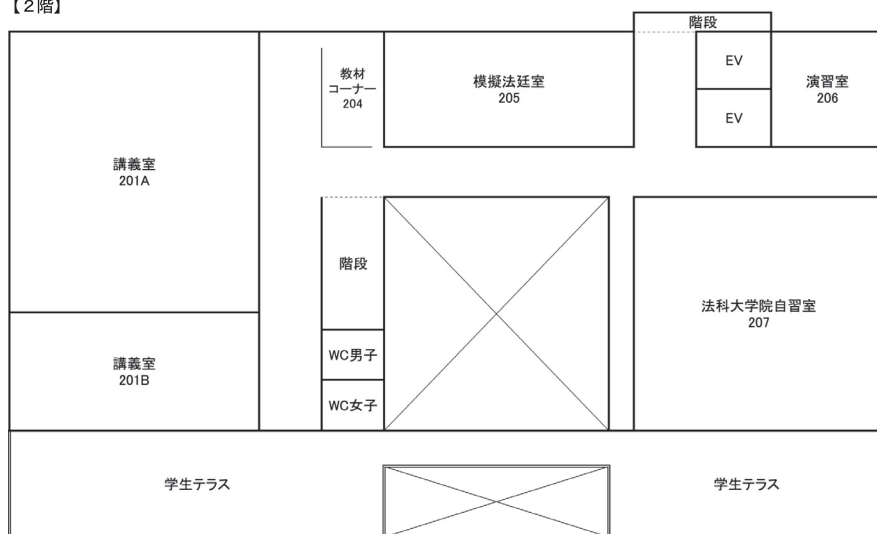 【2階】
階段
教材
コーナー
204
模擬法廷室
205
EV
演習室
206
EV
講義室
201A
階段
法科大学院自習室
207
WC男子
講義室
201B
WC女子
学生テラス
学生テラス